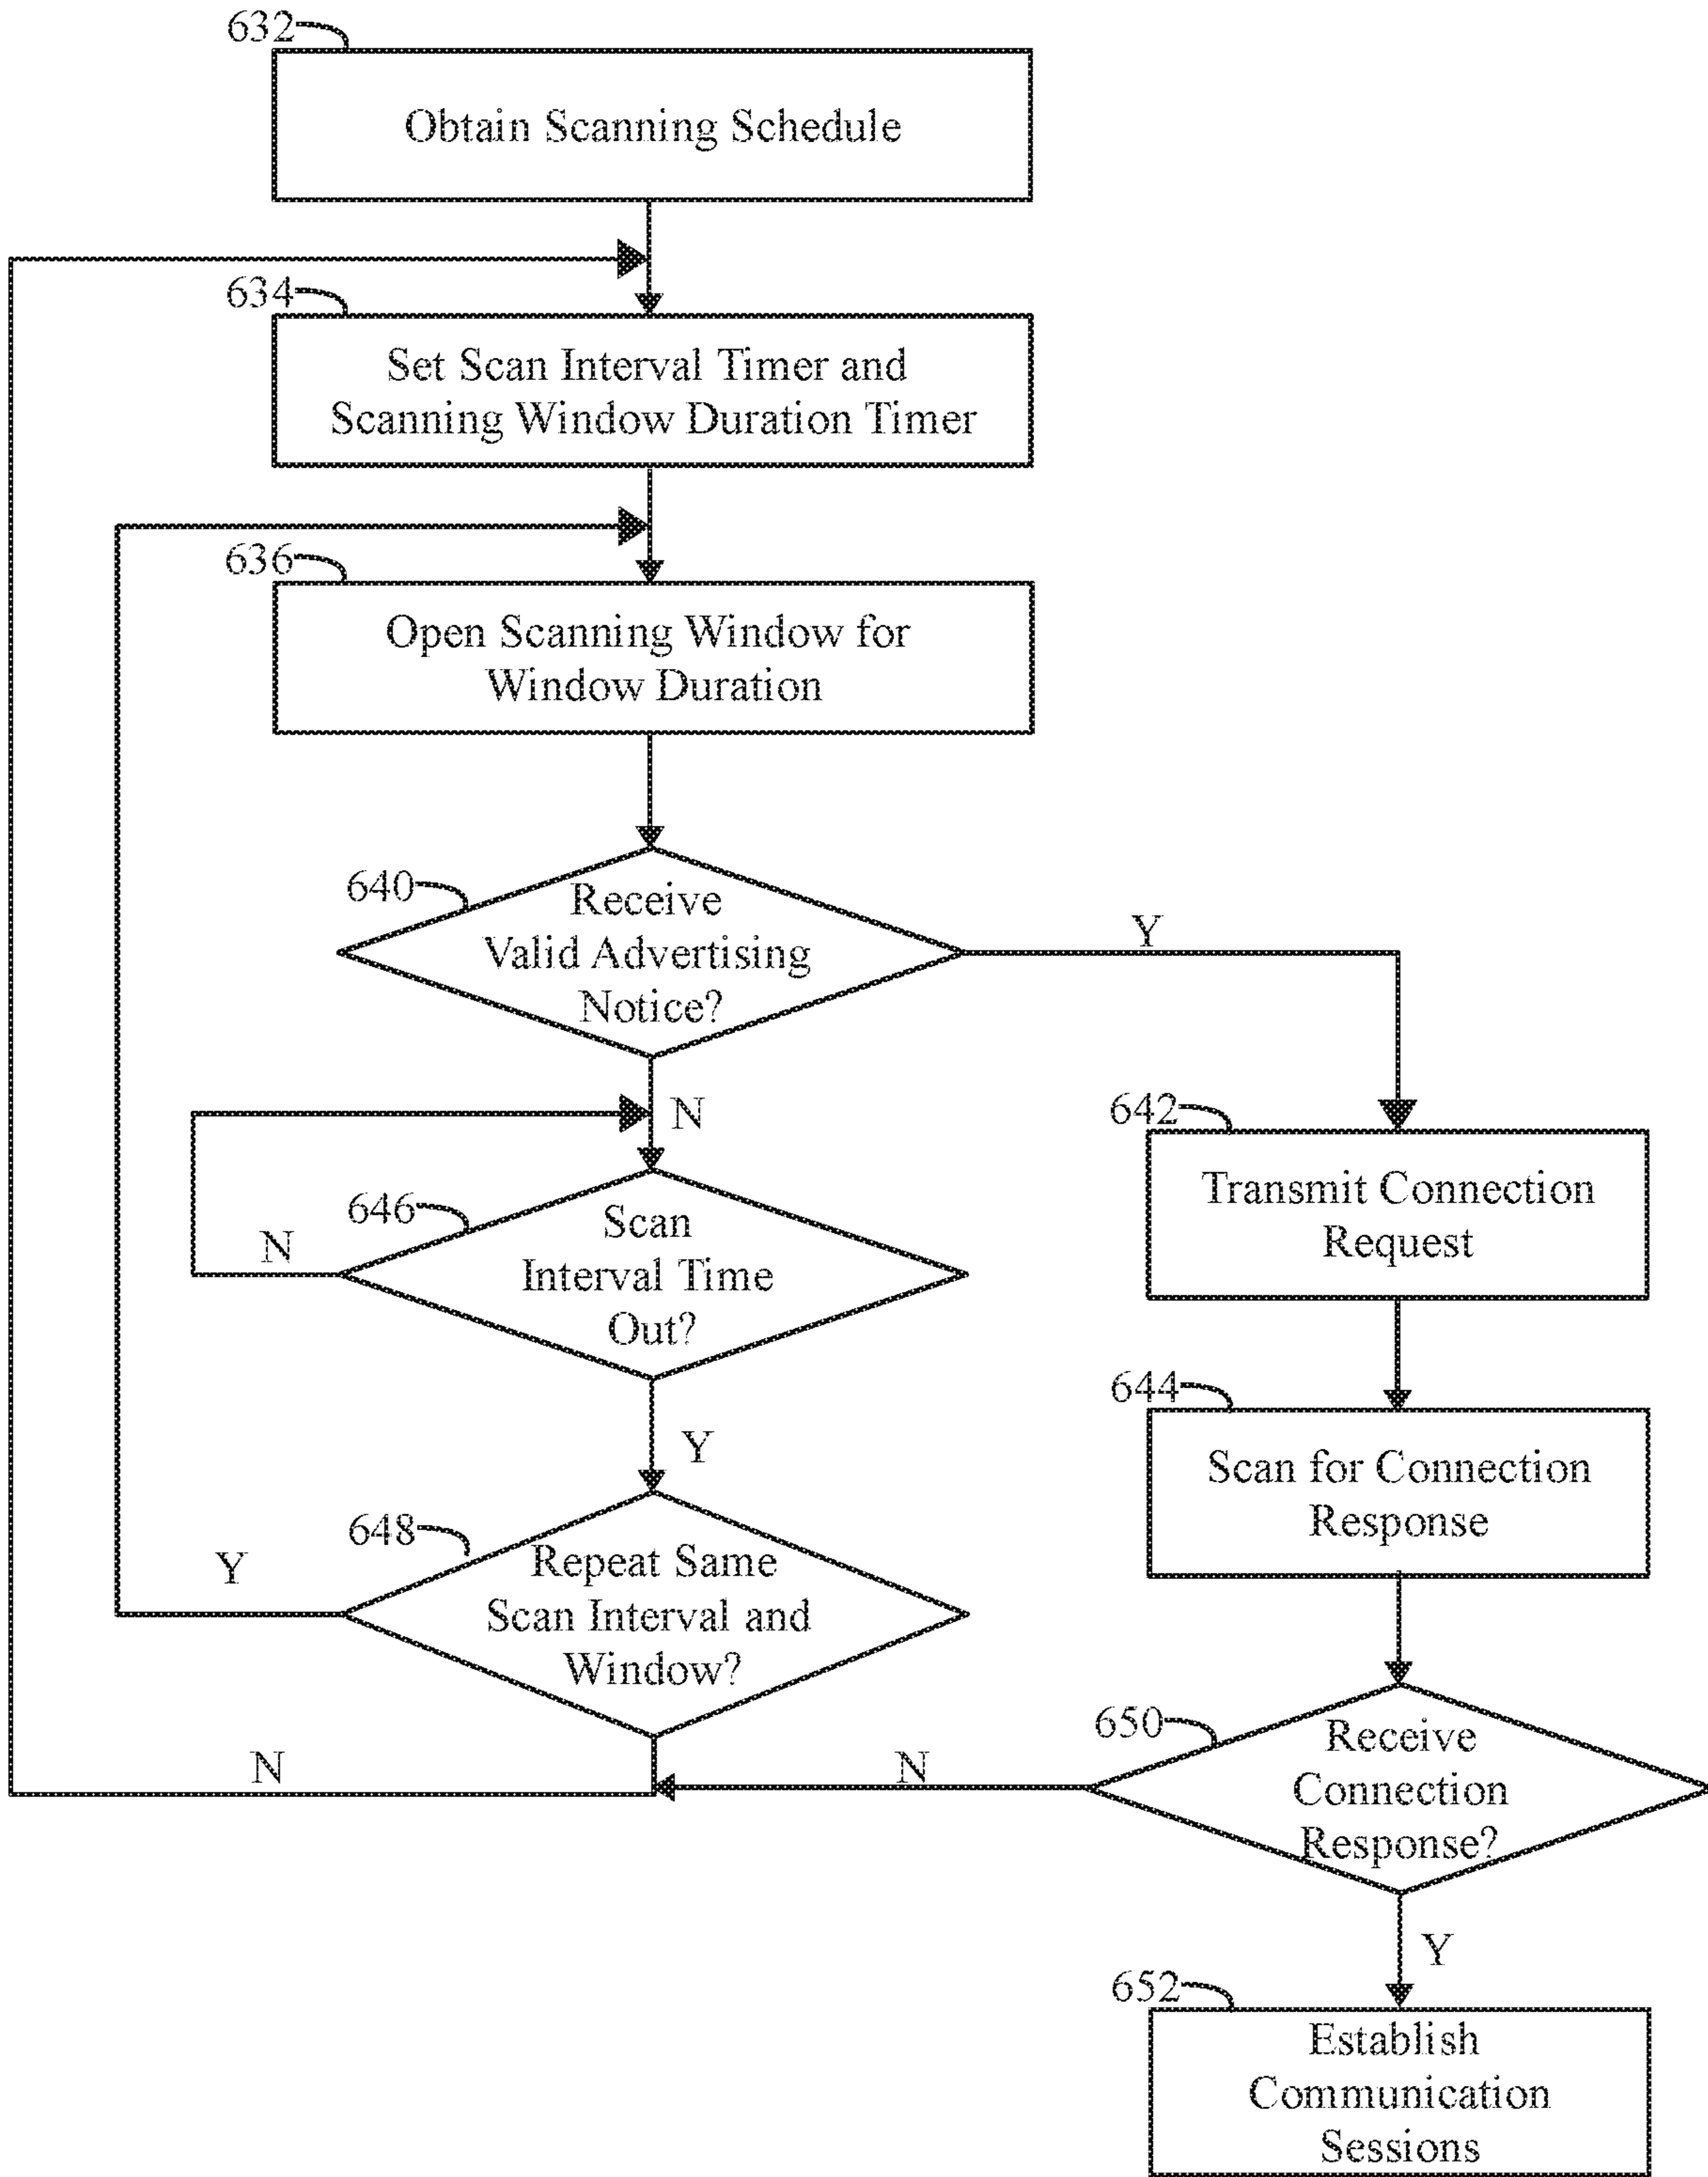 632
Obtain Scanning Schedule
634
Set Scan Interval Timer and
Scanning Window Duration Timer
636
Open Scanning Window for
Window Duration
640
Receive
Valid Advertising
Notice?
Y
N
642
Transmit Connection
Request
646
Scan
Interval Time
Out?
N
Y
644
Scan for Connection
Response
648
Repeat Same
Scan Interval and
Window?
Y
N
650
Receive
Connection
Response?
N
Y
652
Establish
Communication
Sessions